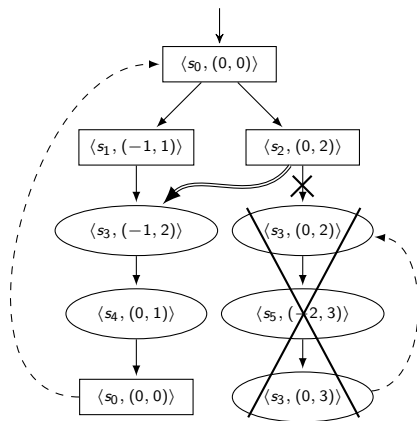 ⟨s₀, (0, 0)⟩
⟨s₁, (−1, 1)⟩ ⟨s₂, (0, 2)⟩
⟨s₃, (−1, 2)⟩ ⟨s₃, (0, 2)⟩
⟨s₄, (0, 1)⟩ ⟨s₅, (−2, 3)⟩
⟨s₀, (0, 0)⟩ ⟨s₃, (0, 3)⟩